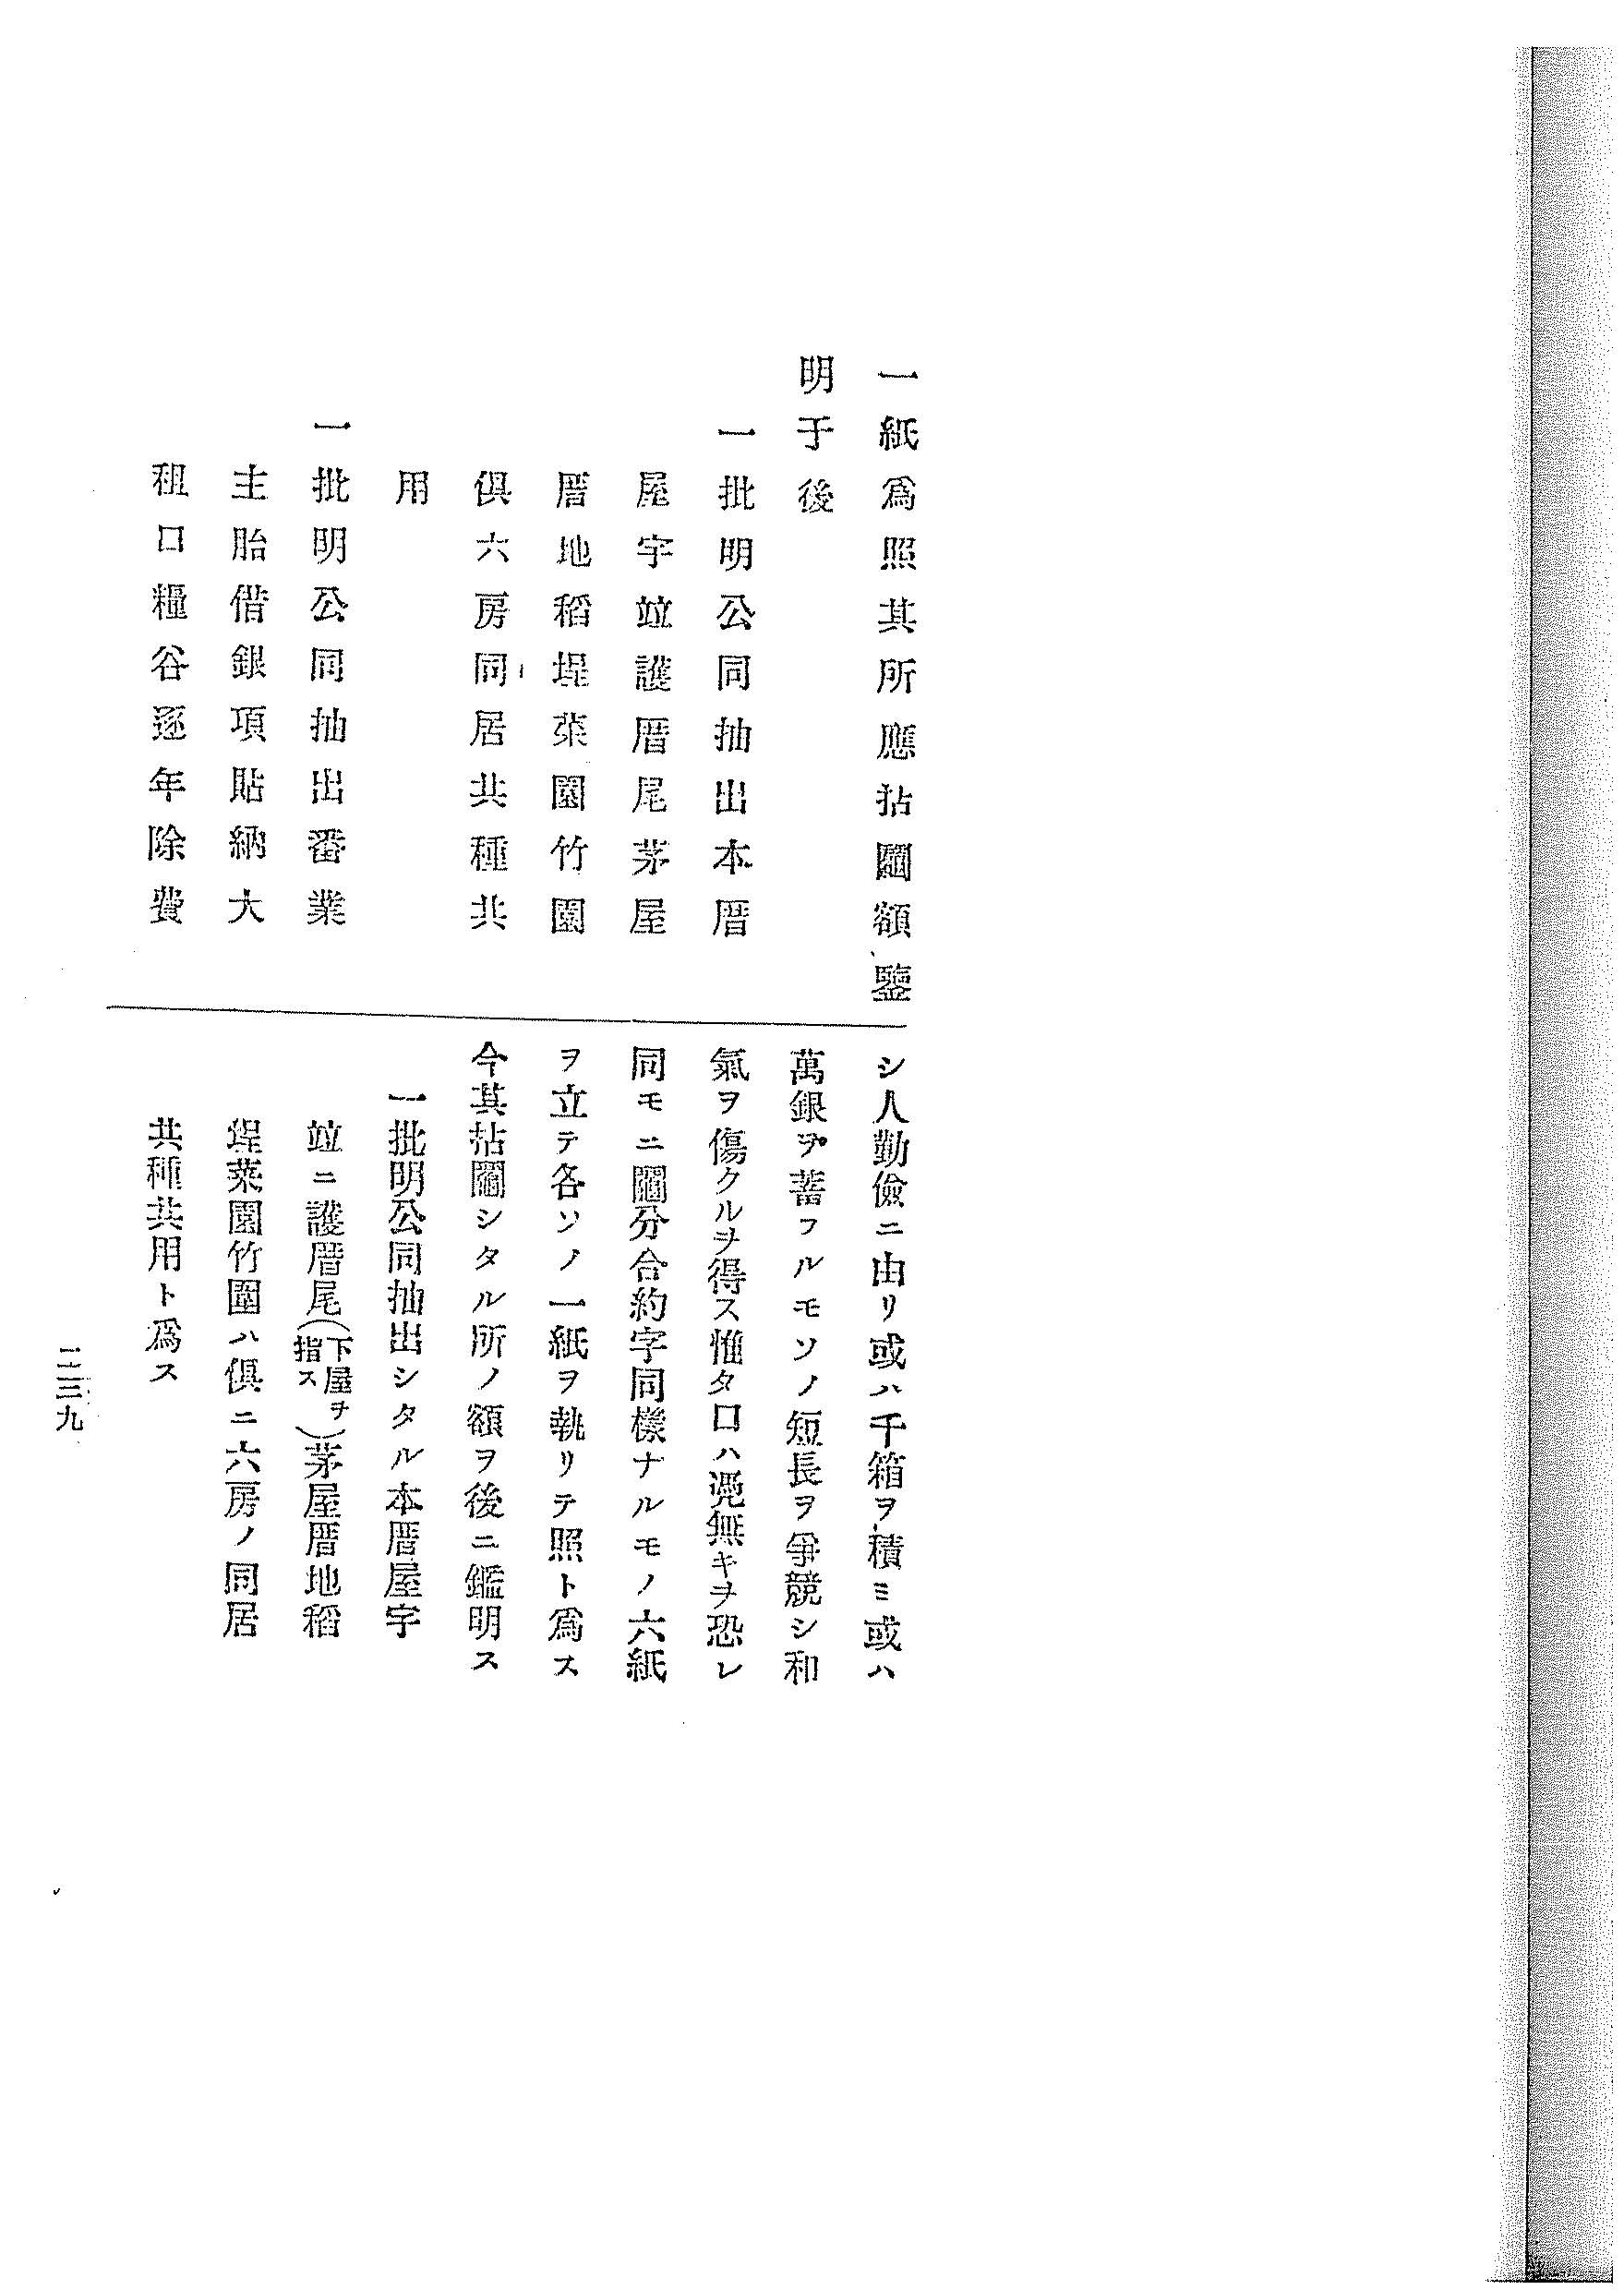 一紙爲照其所應拈鬮額鑒
明于後
一批明公同抽出本厝
屋宇竝護厝尾茅屋
厝地稻埕菜園竹圍
俱六房同居共種共
用
一批明公同抽出番業
主胎借銀項貼納大
租口糧谷逐年除費
シ人勤儉ニ由リ或ハ千箱ヲ積ミ或ハ
萬銀ヲ蓄フルモソノ短長ヲ爭競シ和
氣ヲ傷クルヲ得ス惟タ口ハ凴無キヲ恐レ
同モニ鬮分合約字同樣ナルモノ六紙
ヲ立テ各ソノ一紙ヲ執リテ照ト爲ス
今其拈鬮シタル所ノ額ヲ後ニ鑑明ス
一批明公同抽出シタル本厝屋宇
竝ニ護厝尾（下屋ヲ指ス）茅屋厝地稻
埕菜園竹圍ハ俱ニ六房ノ同居
共種共用ト爲ス
二三九